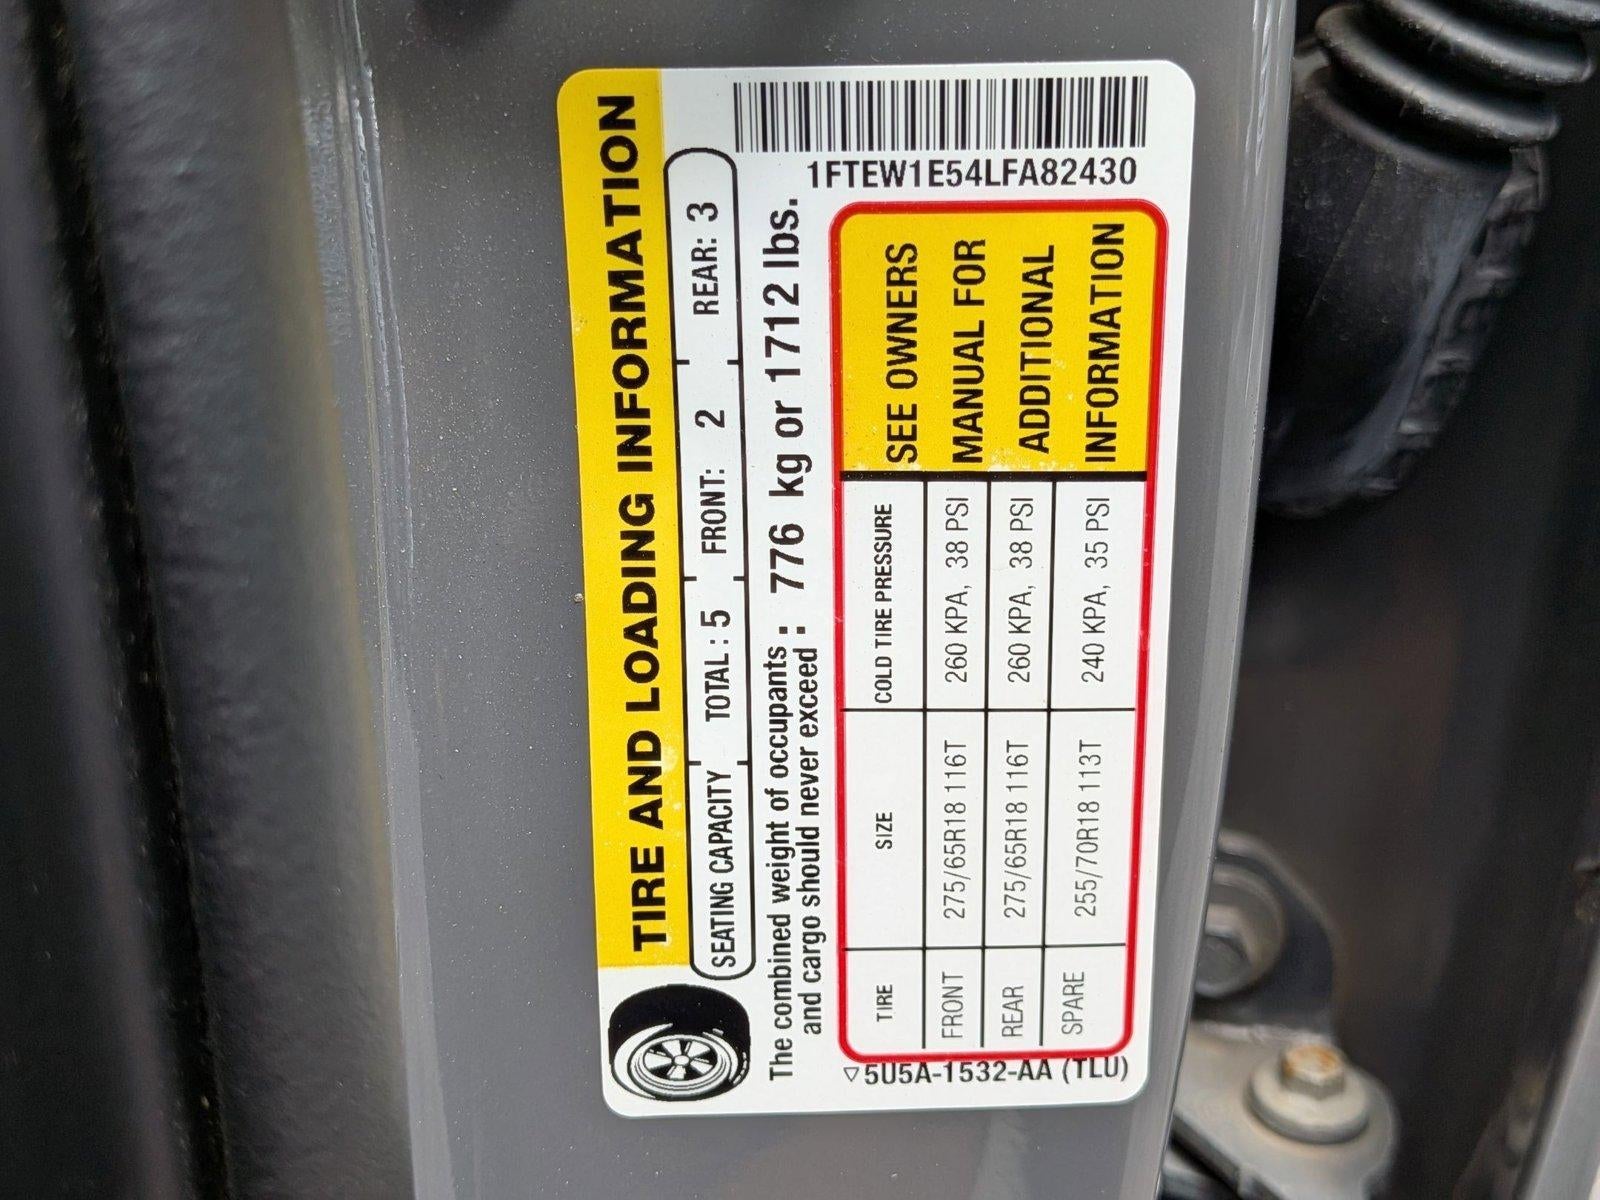 TIRE AND LOADING INFORMATION
SEATING CAPACITY TOTAL : 5 FRONT: 2 REAR: 3
The combined weight of occupants :
and cargo should never exceed : 776 kg or 1712 lbs.
1FTEW1E54LFA82430
TIRE SIZE COLD TIRE PRESSURE
FRONT 275/65R18 116T 260 KPA, 38 PSI
REAR 275/65R18 116T 260 KPA, 38 PSI
SPARE 255/70R18 113T 240 KPA, 35 PSI
SEE OWNERS
MANUAL FOR
ADDITIONAL
INFORMATION
5U5A-1532-AA (TLU)